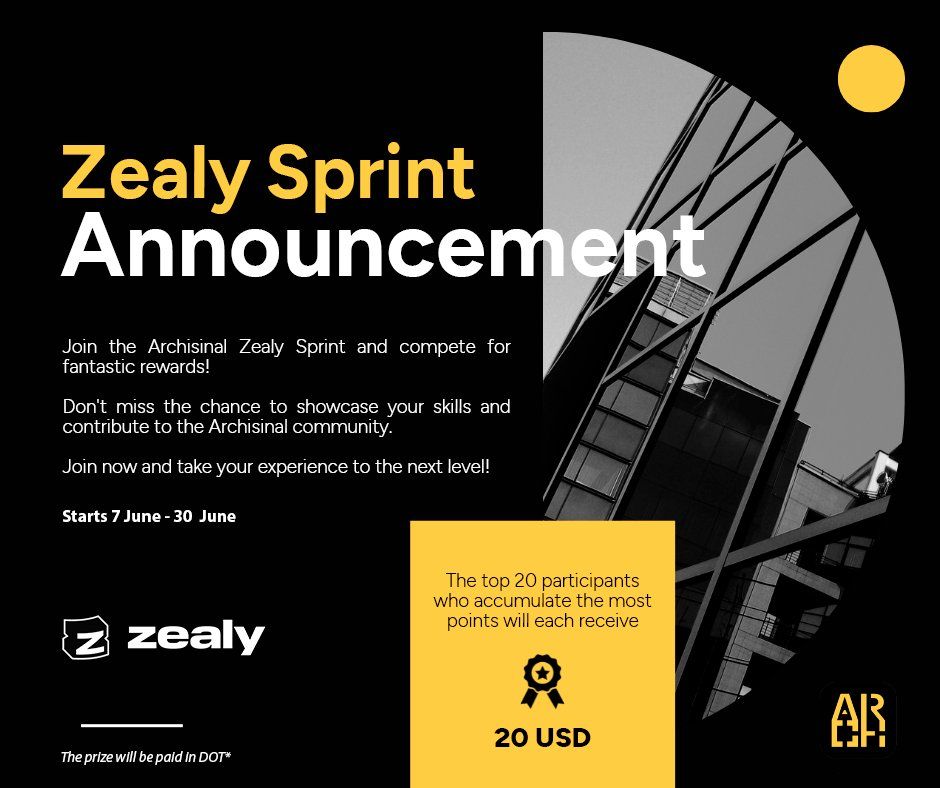 Zealy Sprint
Announcement
Join the Archisinal Zealy Sprint and compete for
fantastic rewards!
Don't miss the chance to showcase your skills and
contribute to the Archisinal community.
Join now and take your experience to the next level!
Starts 7 June - 30 June
The top 20 participants
who accumulate the most
points will each receive
20 USD
z zealy
The prize will be paid in DOT*
AR
CH